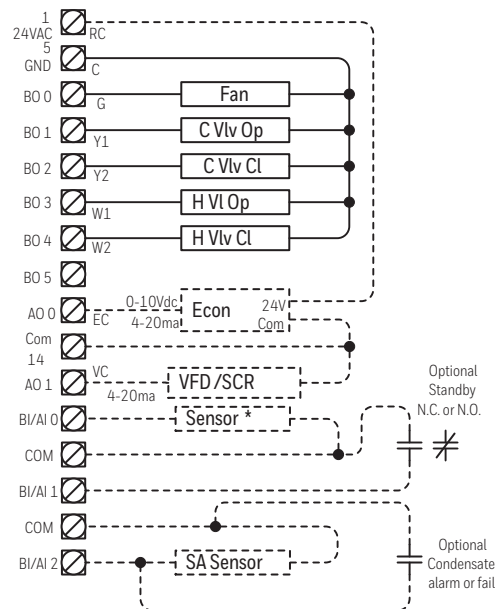 1
24VAC
RC
5
GND
C
BO 0
G
Fan
BO 1
Y1
C Vlv Op
BO 2
Y2
C Vlv Cl
BO 3
W1
H Vl Op
BO 4
W2
H Vlv Cl
BO 5
AO 0
EC
0-10Vdc
4-20ma
Econ
24V
Com
Com
14
AO 1
VC
4-20ma
VFD/SCR
BI/AI 0
Sensor *
COM
Optional
Standby
N.C. or N.O.
BI/AI 1
COM
BI/AI 2
SA Sensor
Optional
Condensate
alarm or fail